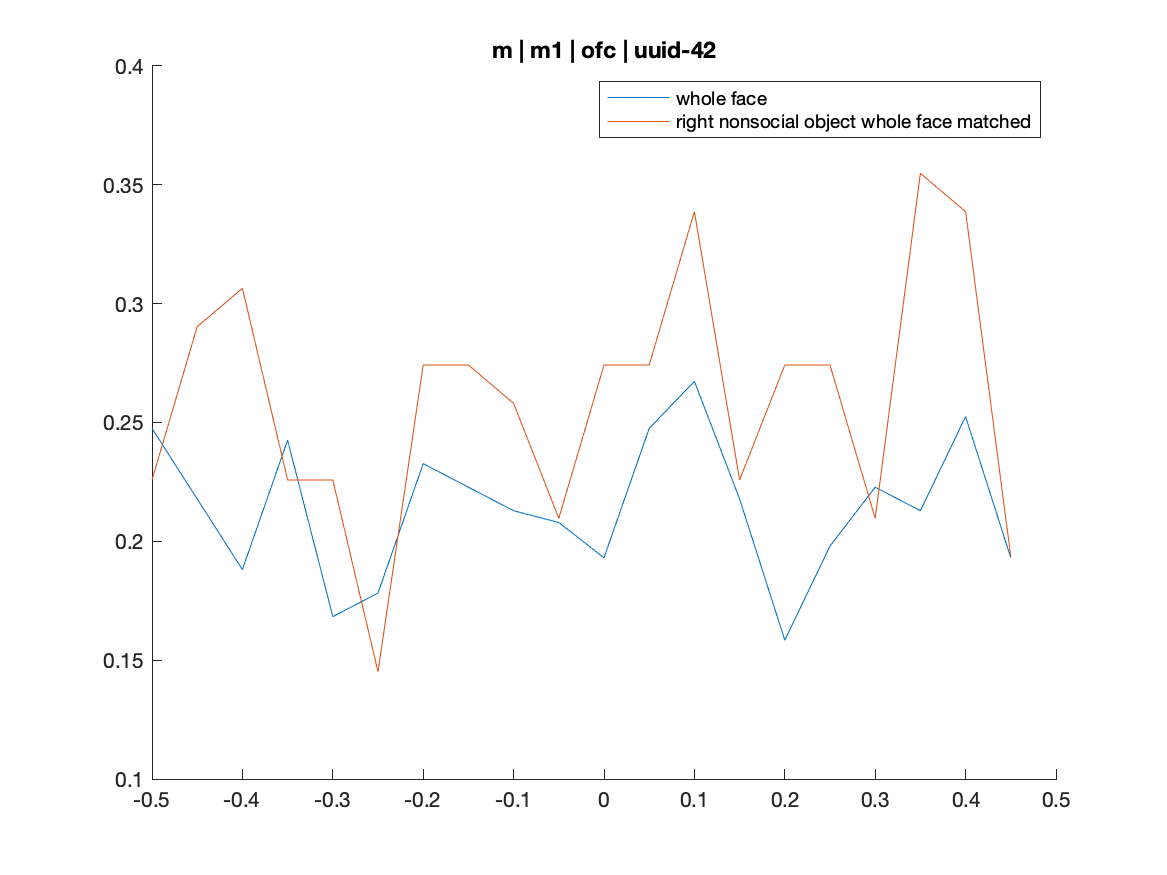 m | m1 | ofc | uuid-42
whole face
right nonsocial object whole face matched
0.4
0.35
0.3
0.25
0.2
0.15
0.1
-0.5 -0.4 -0.3 -0.2 -0.1 0 0.1 0.2 0.3 0.4 0.5